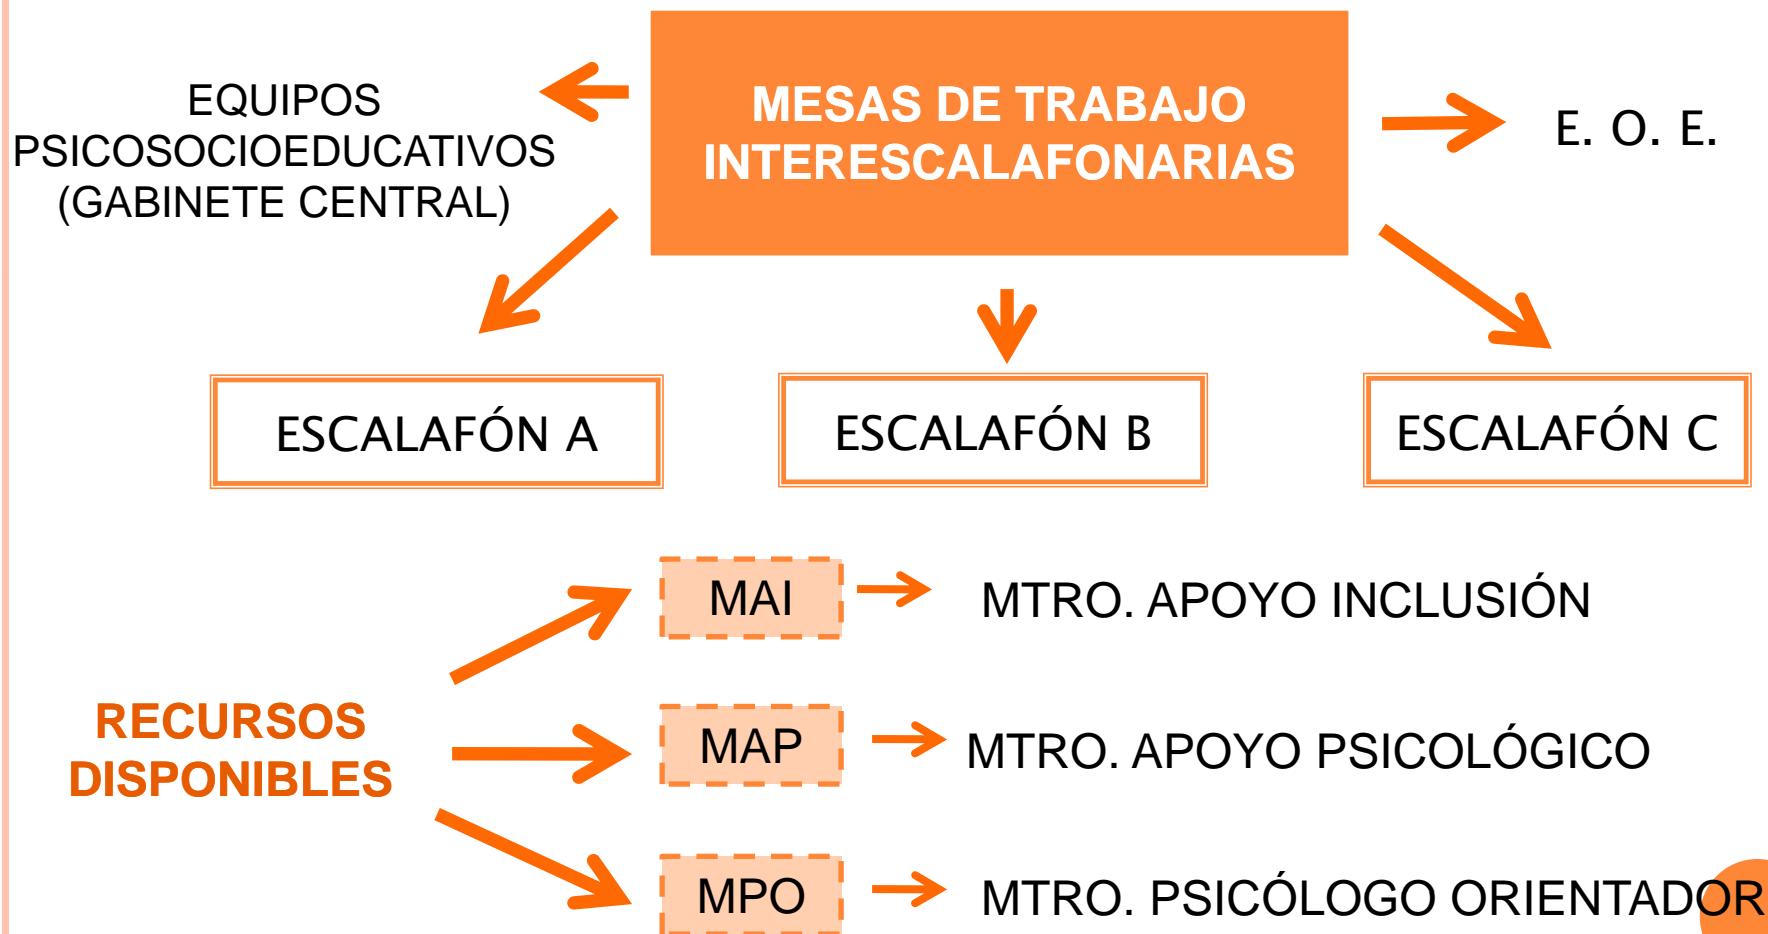 EQUIPOS
PSICOSOCIOEDUCATIVOS
(GABINETE CENTRAL)
MESAS DE TRABAJO
INTERESCALAFONARIAS
E. O. E.
ESCALAFÓN A
ESCALAFÓN B
ESCALAFÓN C
RECURSOS
DISPONIBLES
MAI
MTRO. APOYO INCLUSIÓN
MAP
MTRO. APOYO PSICOLÓGICO
MPO
MTRO. PSICÓLOGO ORIENTADOR